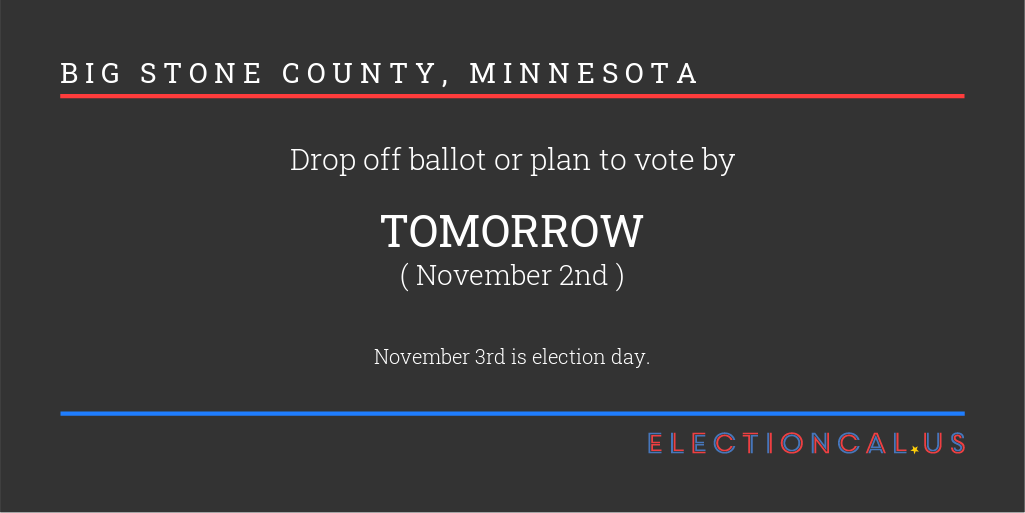 BIG STONE COUNTY, MINNESOTA
Drop off ballot or plan to vote by
TOMORROW
( November 2nd )
November 3rd is election day.
ELECTIONCAL.US